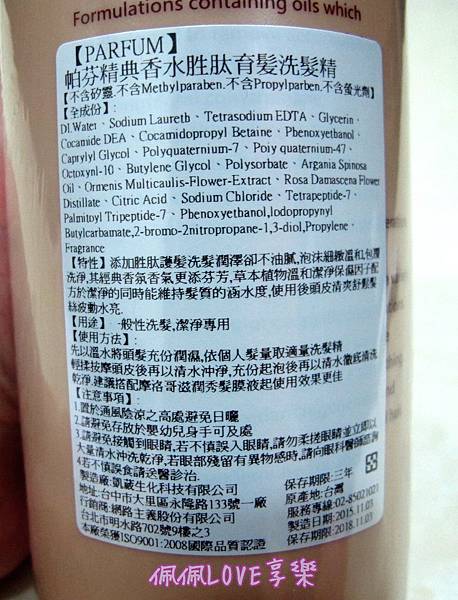 Formulations containing oils which
【PARFUM】
帕芬精典香水胜肽育髮洗髮精
【不含矽靈.不含Methylparaben.不含Propylparben.不含螢光劑】
【全成份】:
DI.Water、Sodium Laureth、Tetrasodium EDTA、Glycerin、
Cocamide DEA、Cocamidopropyl Betaine、Phenoxyethanol、
Caprylyl Glycol、Polyquaternium-7、Poiy quaternium-47、
Octoxynl-10、Butylene Glycol、Polysorbate、Argania Spinosa
Oil、Ormenis Multicaulis-Flower-Extract、Rosa Damascena Flower
Distillate、Citric Acid、Sodium Chloride、Tetrapeptide-7、
Palmitoyl Tripeptide-7、Phenoxyethanol,lodopropynyl
Butylcarbamate,2-bromo-2nitropropane-1,3-diol,Propylene、
Fragrance
【特性】添加胜肽護髮洗髮潤澤卻不油膩,泡沫細緻溫和,包覆
洗淨,其經典香氛香氣更添芬芳,草本植物溫和潔淨保濕因子配
方於潔淨的同時能維持髮質的涵水度,使用後頭皮清爽舒鬆髮
絲波動水亮.
【用途】一般性洗髮,潔淨專用
【使用方法】:
先以溫水將頭髮充份潤濕,依個人髮量取適量洗髮精
輕揉按摩頭皮後再以清水沖淨,充份起泡後再以清水徹底清洗
乾淨,建議搭配摩洛哥滋潤秀髮膜液起使用效果更佳
【注意事項】:
1.置於通風陰涼之高處避免日曬
2.請避免存放於嬰幼兒身手可及處
3.請避免接觸到眼睛,若不慎誤入眼睛,請勿柔搓眼睛並立即以
大量清水沖洗乾淨,若眼部殘留有異物感時,請向眼科醫師諮詢
4.若不慎誤食請洽醫診治.
製造廠:凱葳生化科技有限公司
地址:台中市大里區永隆路133號一廠
行銷商:網路主義股份有限公司
台北市明水路702號9樓之3
本廠榮獲ISO9001:2008國際品質認證
保存期限:三年
原產地:台灣
服務專線:02-85021021
製造日期:2015.11.03
保存期限:2018.11.03
佩佩LOVE享樂